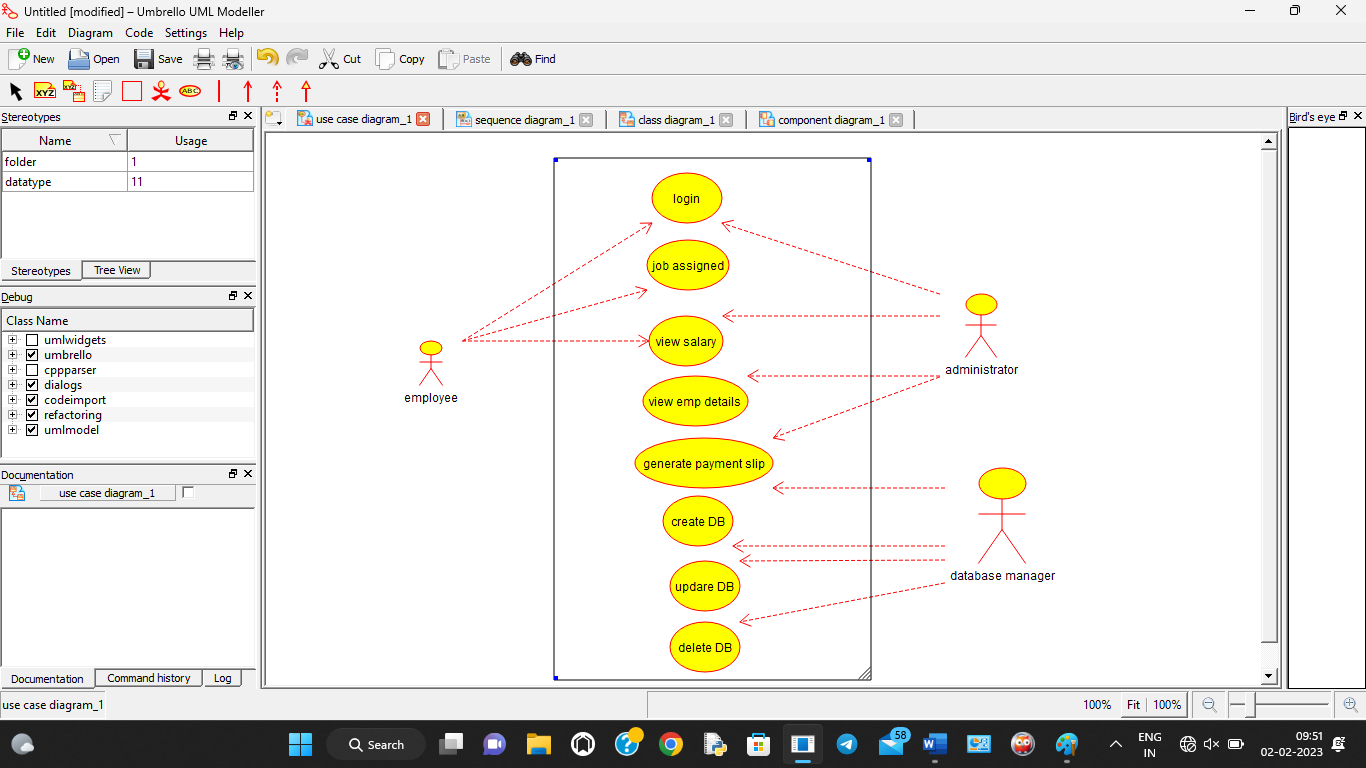 Untitled [modified] – Umbrello UML Modeller
File Edit Diagram Code Settings Help
New Open Save Cut Copy Paste Find
XYZ XYZ ABC
Stereotypes
Name Usage
folder 1
datatype 11
Stereotypes Tree View
Debug
Class Name
umlwidgets
umbrello
cppparser
dialogs
codeimport
refactoring
umlmodel
Documentation
use case diagram_1
Documentation Command history Log
use case diagram_1 sequence diagram_1 class diagram_1 component diagram_1
login
job assigned
view salary
view emp details
generate payment slip
create DB
updare DB
delete DB
employee
administrator
database manager
Bird's eye
use case diagram_1
100% Fit 100%
Search
58
ENG
IN
09:51
02-02-2023